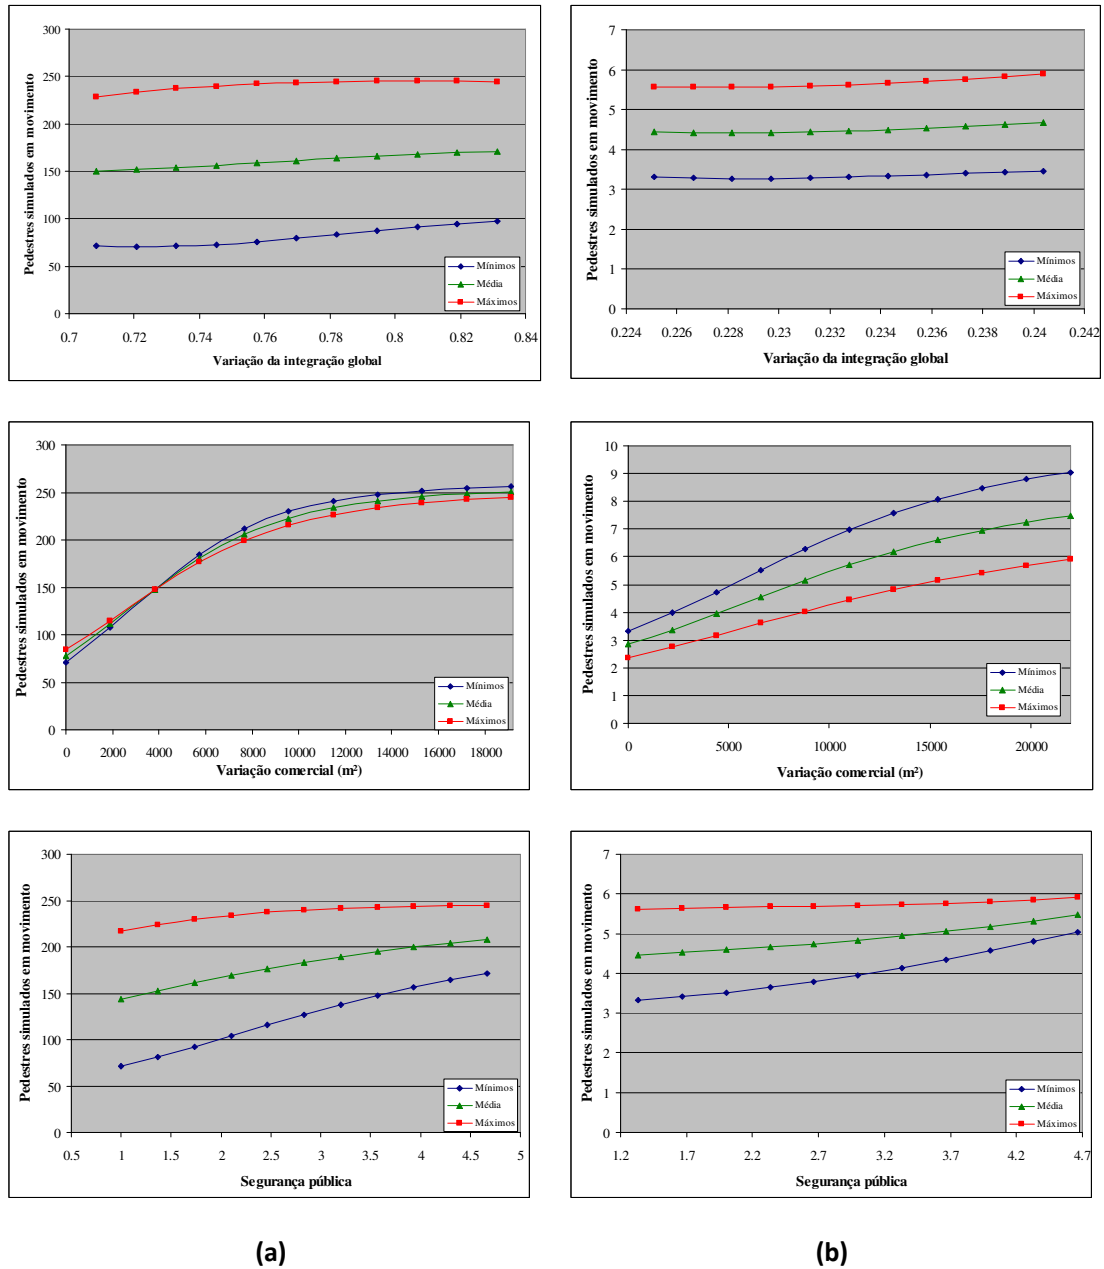 300
250
200
150
100
50
0
0.7 0.72 0.74 0.76 0.78 0.8 0.82 0.84
Variação da integração global
Pedestres simulados em movimento
Mínimos
Média
Máximos
7
6
5
4
3
2
1
0
0.224 0.226 0.228 0.23 0.232 0.234 0.236 0.238 0.24 0.242
Variação da integração global
Pedestres simulados em movimento
Mínimos
Média
Máximos
300
250
200
150
100
50
0
0 2000 4000 6000 8000 10000 12000 14000 16000 18000
Variação comercial (m²)
Pedestres simulados em movimento
Mínimos
Média
Máximos
10
9
8
7
6
5
4
3
2
1
0
0 5000 10000 15000 20000
Variação comercial (m²)
Pedestres simulados em movimento
Mínimos
Média
Máximos
300
250
200
150
100
50
0
0.5 1 1.5 2 2.5 3 3.5 4 4.5 5
Segurança pública
Pedestres simulados em movimento
Mínimos
Média
Máximos
7
6
5
4
3
2
1
0
1.2 1.7 2.2 2.7 3.2 3.7 4.2 4.7
Segurança pública
Pedestres simulados em movimento
Mínimos
Média
Máximos
(a) (b)